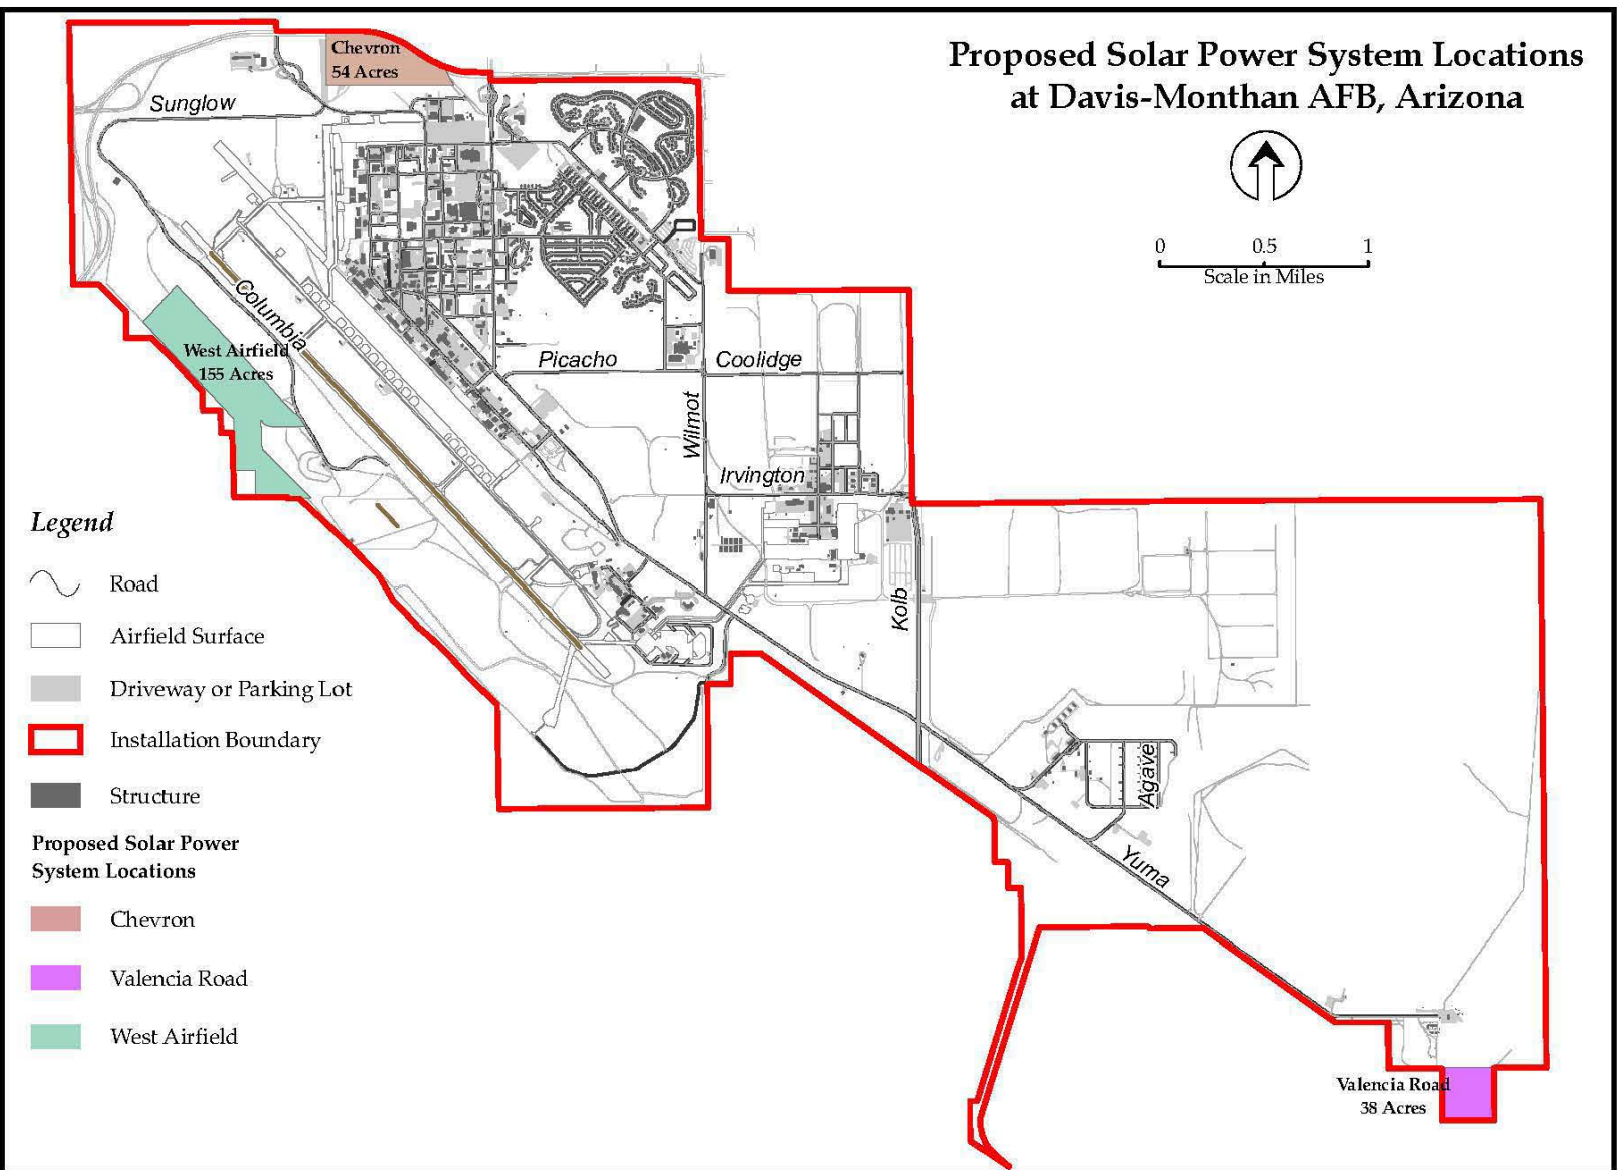 Proposed Solar Power System Locations
at Davis-Monthan AFB, Arizona
0 0.5 1
Scale in Miles
Chevron
54 Acres
Sunglow
Columbia
West Airfield
155 Acres
Picacho
Coolidge
Wilmot
Irvington
Kolb
Agave
Yuma
Valencia Road
38 Acres
Legend
Road
Airfield Surface
Driveway or Parking Lot
Installation Boundary
Structure
Proposed Solar Power
System Locations
Chevron
Valencia Road
West Airfield